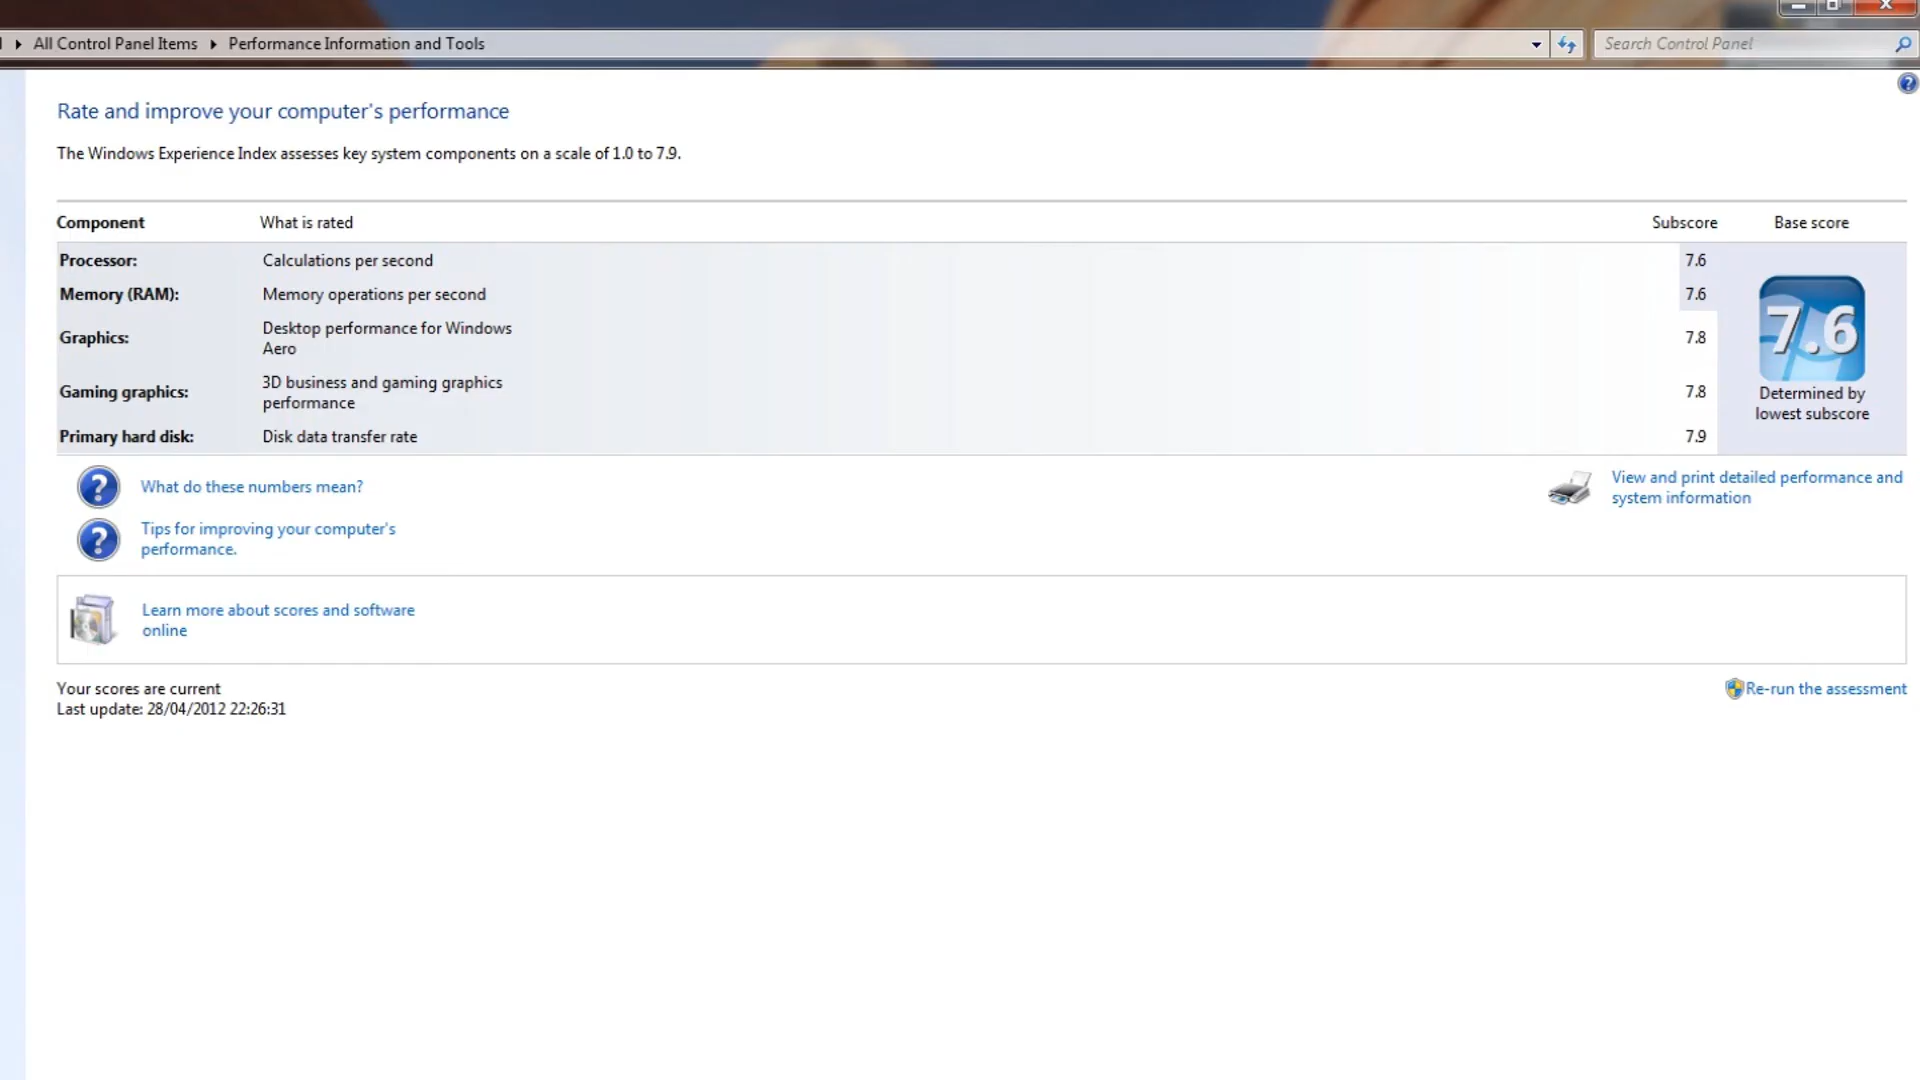 All Control Panel Items
Performance Information and Tools
Search Control Panel
Rate and improve your computer's performance
The Windows Experience Index assesses key system components on a scale of 1.0 to 7.9.
Component What is rated Subscore Base score
Processor: Calculations per second 7.6
Memory (RAM): Memory operations per second 7.6
Graphics: Desktop performance for Windows
Aero 7.8
Gaming graphics: 3D business and gaming graphics
performance 7.8
Primary hard disk: Disk data transfer rate 7.9
7.6
Determined by
lowest subscore
What do these numbers mean?
View and print detailed performance and
system information
Tips for improving your computer's
performance.
Learn more about scores and software
online
Your scores are current
Last update: 28/04/2012 22:26:31
Re-run the assessment